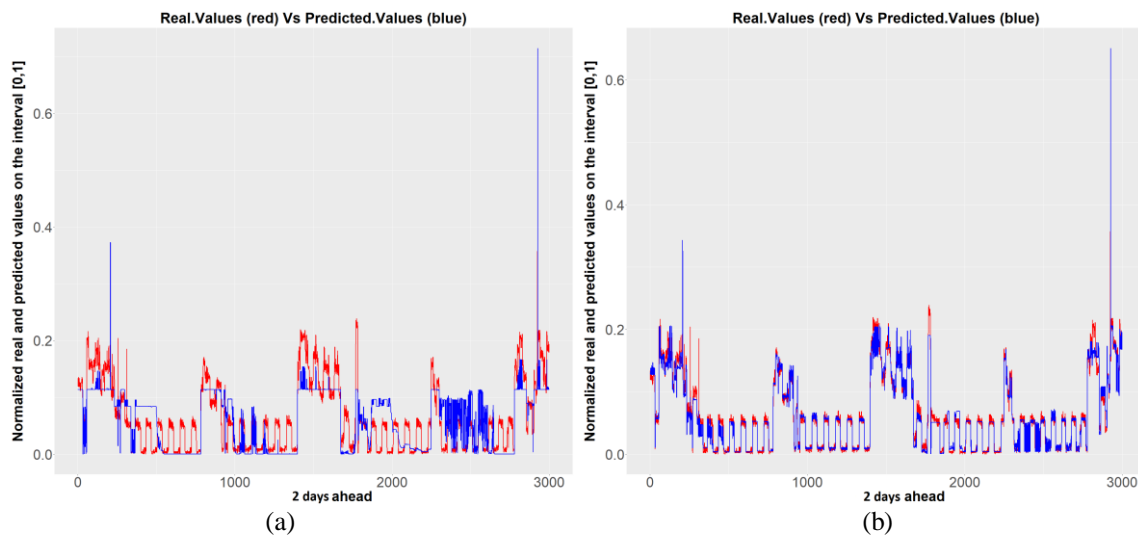 Real.Values (red) Vs Predicted.Values (blue)
Normalized real and predicted values on the interval [0,1]
0.6
0.4
0.2
0.0
0
1000
2000
3000
2 days ahead
(a)
Real.Values (red) Vs Predicted.Values (blue)
Normalized real and predicted values on the interval [0,1]
0.6
0.4
0.2
0.0
0
1000
2000
3000
2 days ahead
(b)